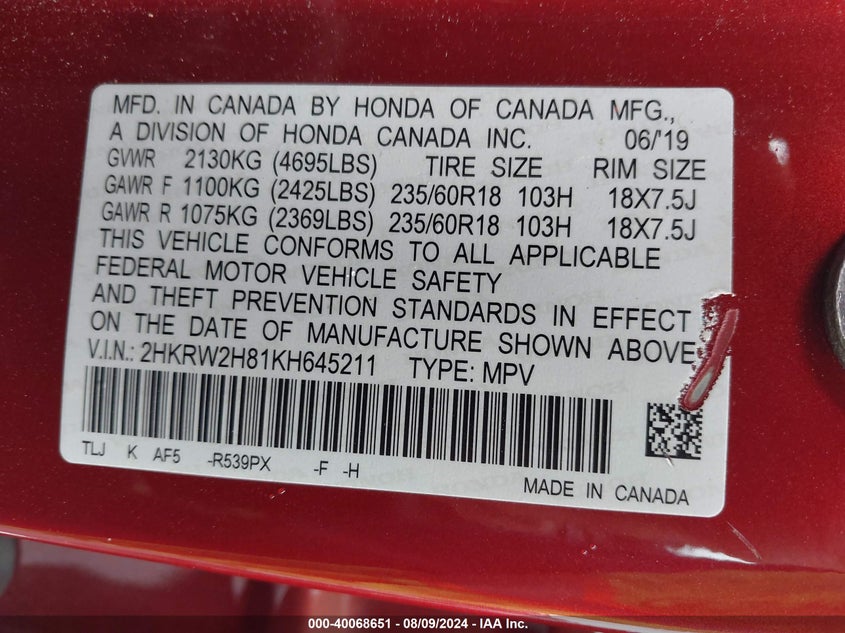 MFD. IN CANADA BY HONDA OF CANADA MFG.,
A DIVISION OF HONDA CANADA INC. 06/'19
GVWR 2130KG (4695LBS) TIRE SIZE RIM SIZE
GAWR F 1100KG (2425LBS) 235/60R18 103H 18X7.5J
GAWR R 1075KG (2369LBS) 235/60R18 103H 18X7.5J
THIS VEHICLE CONFORMS TO ALL APPLICABLE
FEDERAL MOTOR VEHICLE SAFETY
AND THEFT PREVENTION STANDARDS IN EFFECT
ON THE DATE OF MANUFACTURE SHOWN ABOVE
V.I.N.: 2HKRW2H81KH645211 TYPE: MPV
TLJ K AF5 -R539PX -F -H
MADE IN CANADA
000-40068651 - 08/09/2024 - IAA Inc.